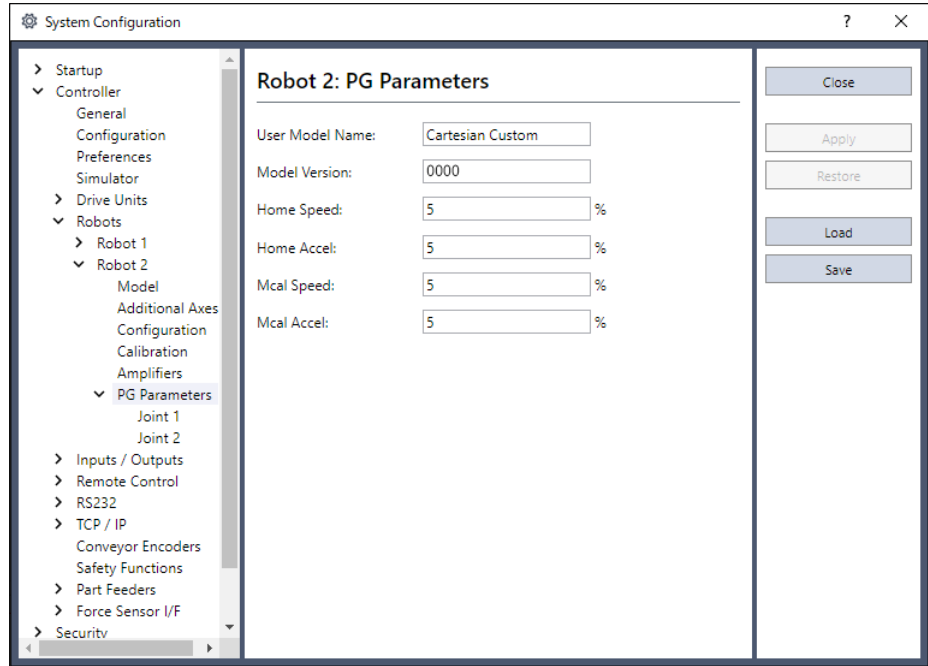 System Configuration
?
Startup
Controller
General
Configuration
Preferences
Simulator
Drive Units
Robots
Robot 1
Robot 2
Model
Additional Axes
Configuration
Calibration
Amplifiers
PG Parameters
Joint 1
Joint 2
Inputs / Outputs
Remote Control
RS232
TCP / IP
Conveyor Encoders
Safety Functions
Part Feeders
Force Sensor I/F
Security
Robot 2: PG Parameters
User Model Name: Cartesian Custom
Model Version: 0000
Home Speed: 5 %
Home Accel: 5 %
Mcal Speed: 5 %
Mcal Accel: 5 %
Close
Apply
Restore
Load
Save